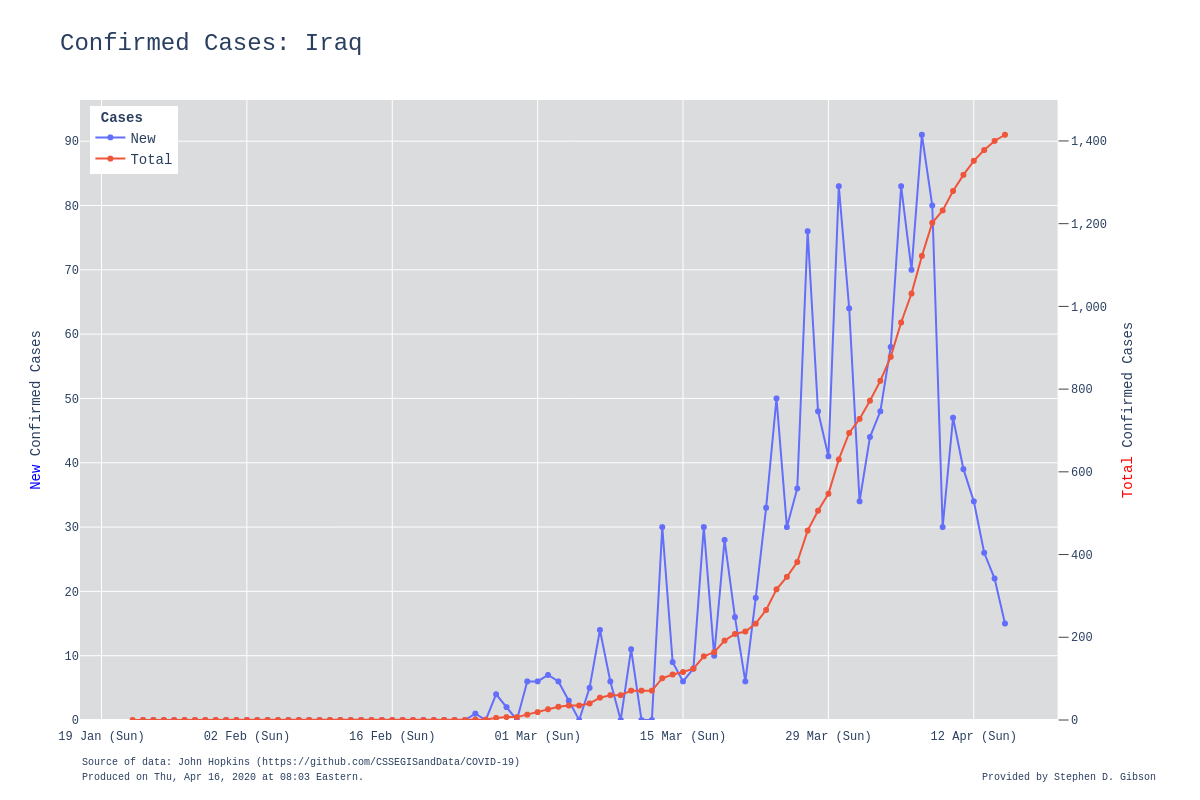 Confirmed Cases: Iraq
Cases
New
Total
90
80
70
60
50
40
30
20
10
0
New Confirmed Cases
1,400
1,200
1,000
800
600
400
200
0
Total Confirmed Cases
19 Jan (Sun) 02 Feb (Sun) 16 Feb (Sun) 01 Mar (Sun) 15 Mar (Sun) 29 Mar (Sun) 12 Apr (Sun)
Source of data: John Hopkins (https://github.com/CSSEGISandData/COVID-19)
Produced on Thu, Apr 16, 2020 at 08:03 Eastern.
Provided by Stephen D. Gibson